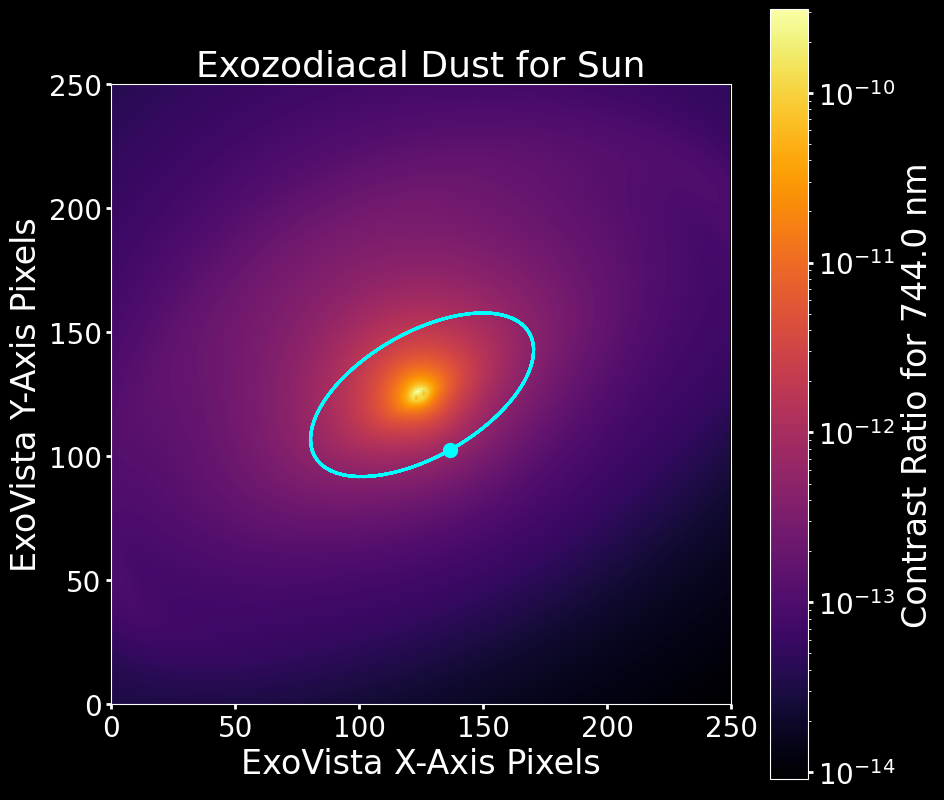 Exozodiacal Dust for Sun
250
200
150
100
50
0
0 50 100 150 200 250
ExoVista X-Axis Pixels
ExoVista Y-Axis Pixels
10⁻¹⁰
10⁻¹¹
10⁻¹²
10⁻¹³
10⁻¹⁴
Contrast Ratio for 744.0 nm